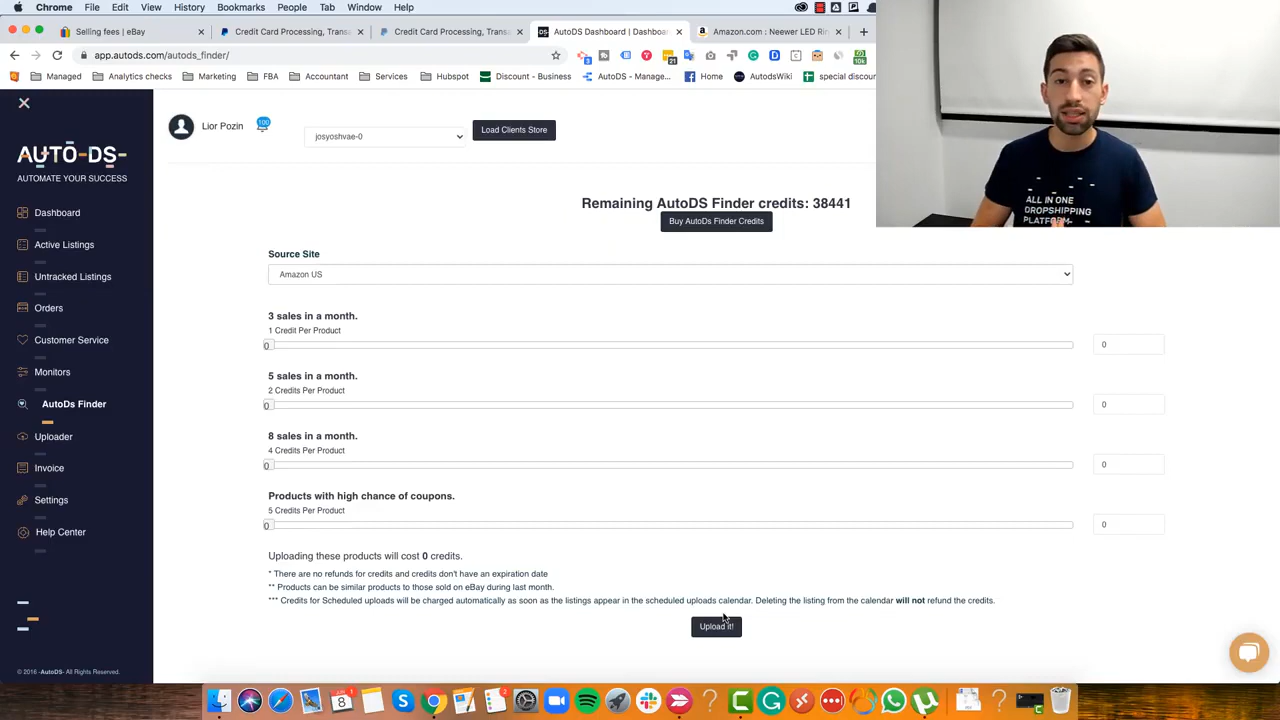 Chrome File Edit View History Bookmarks People Tab Window Help
Selling fees | eBay
Credit Card Processing, Transa
Credit Card Processing, Transa
AutoDS Dashboard | Dashboar
Amazon.com : Neewer LED Rin
app.autods.com/autods_finder/
Managed Analytics checks Marketing FBA Accountant Services Hubspot Discount - Business AutoDS - Manage... Home AutodsWiki special discoun
AUTO-DS-
AUTOMATE YOUR SUCCESS
Dashboard
Active Listings
Untracked Listings
Orders
Customer Service
Monitors
AutoDs Finder
Uploader
Invoice
Settings
Help Center
© 2016 -AutoDS- All Rights Reserved.
Lior Pozin
100
josyoshvae-0
Load Clients Store
Remaining AutoDS Finder credits: 38441
Buy AutoDs Finder Credits
Source Site
Amazon US
3 sales in a month.
1 Credit Per Product
0
0
5 sales in a month.
2 Credits Per Product
0
0
8 sales in a month.
4 Credits Per Product
0
0
Products with high chance of coupons.
5 Credits Per Product
0
0
Uploading these products will cost 0 credits.
* There are no refunds for credits and credits don't have an expiration date
** Products can be similar products to those sold on eBay during last month.
*** Credits for Scheduled uploads will be charged automatically as soon as the listings appear in the scheduled uploads calendar. Deleting the listing from the calendar will not refund the credits.
Upload it!
ALL IN ONE
DROPSHIPPING
PLATFORM